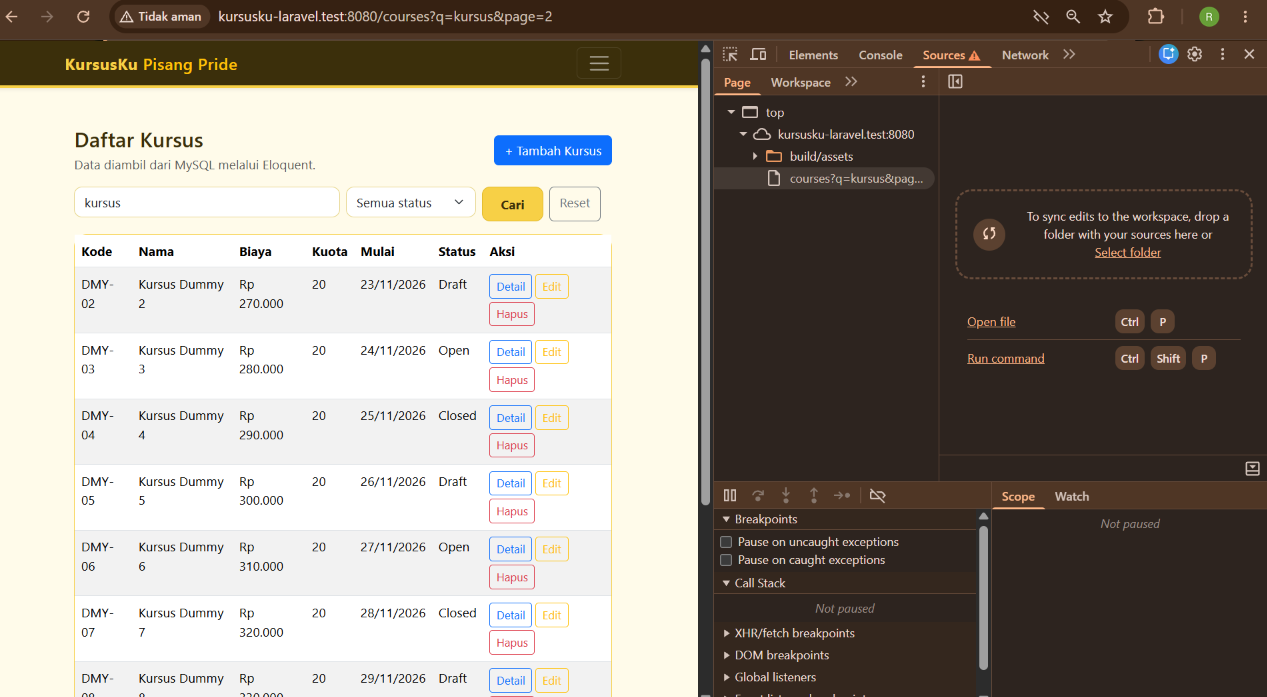 Tidak aman kursusku-laravel.test:8080/courses?q=kursus&page=2
R
KursusKu Pisang Pride
Daftar Kursus
Data diambil dari MySQL melalui Eloquent.
+ Tambah Kursus
kursus Semua status Cari Reset
Kode Nama Biaya Kuota Mulai Status Aksi
DMY- Kursus Dummy Rp 20 23/11/2026 Draft Detail Edit
02 2 270.000 Hapus
DMY- Kursus Dummy Rp 20 24/11/2026 Open Detail Edit
03 3 280.000 Hapus
DMY- Kursus Dummy Rp 20 25/11/2026 Closed Detail Edit
04 4 290.000 Hapus
DMY- Kursus Dummy Rp 20 26/11/2026 Draft Detail Edit
05 5 300.000 Hapus
DMY- Kursus Dummy Rp 20 27/11/2026 Open Detail Edit
06 6 310.000 Hapus
DMY- Kursus Dummy Rp 20 28/11/2026 Closed Detail Edit
07 7 320.000 Hapus
DMY- Kursus Dummy Rp 20 29/11/2026 Draft Detail Edit
Elements Console Sources Network
Page Workspace
top
kursusku-laravel.test:8080
build/assets
courses?q=kursus&pag...
To sync edits to the workspace, drop a
folder with your sources here or
Select folder
Open file Ctrl P
Run command Ctrl Shift P
Breakpoints
Pause on uncaught exceptions
Pause on caught exceptions
Call Stack
Not paused
XHR/fetch breakpoints
DOM breakpoints
Global listeners
Scope Watch
Not paused